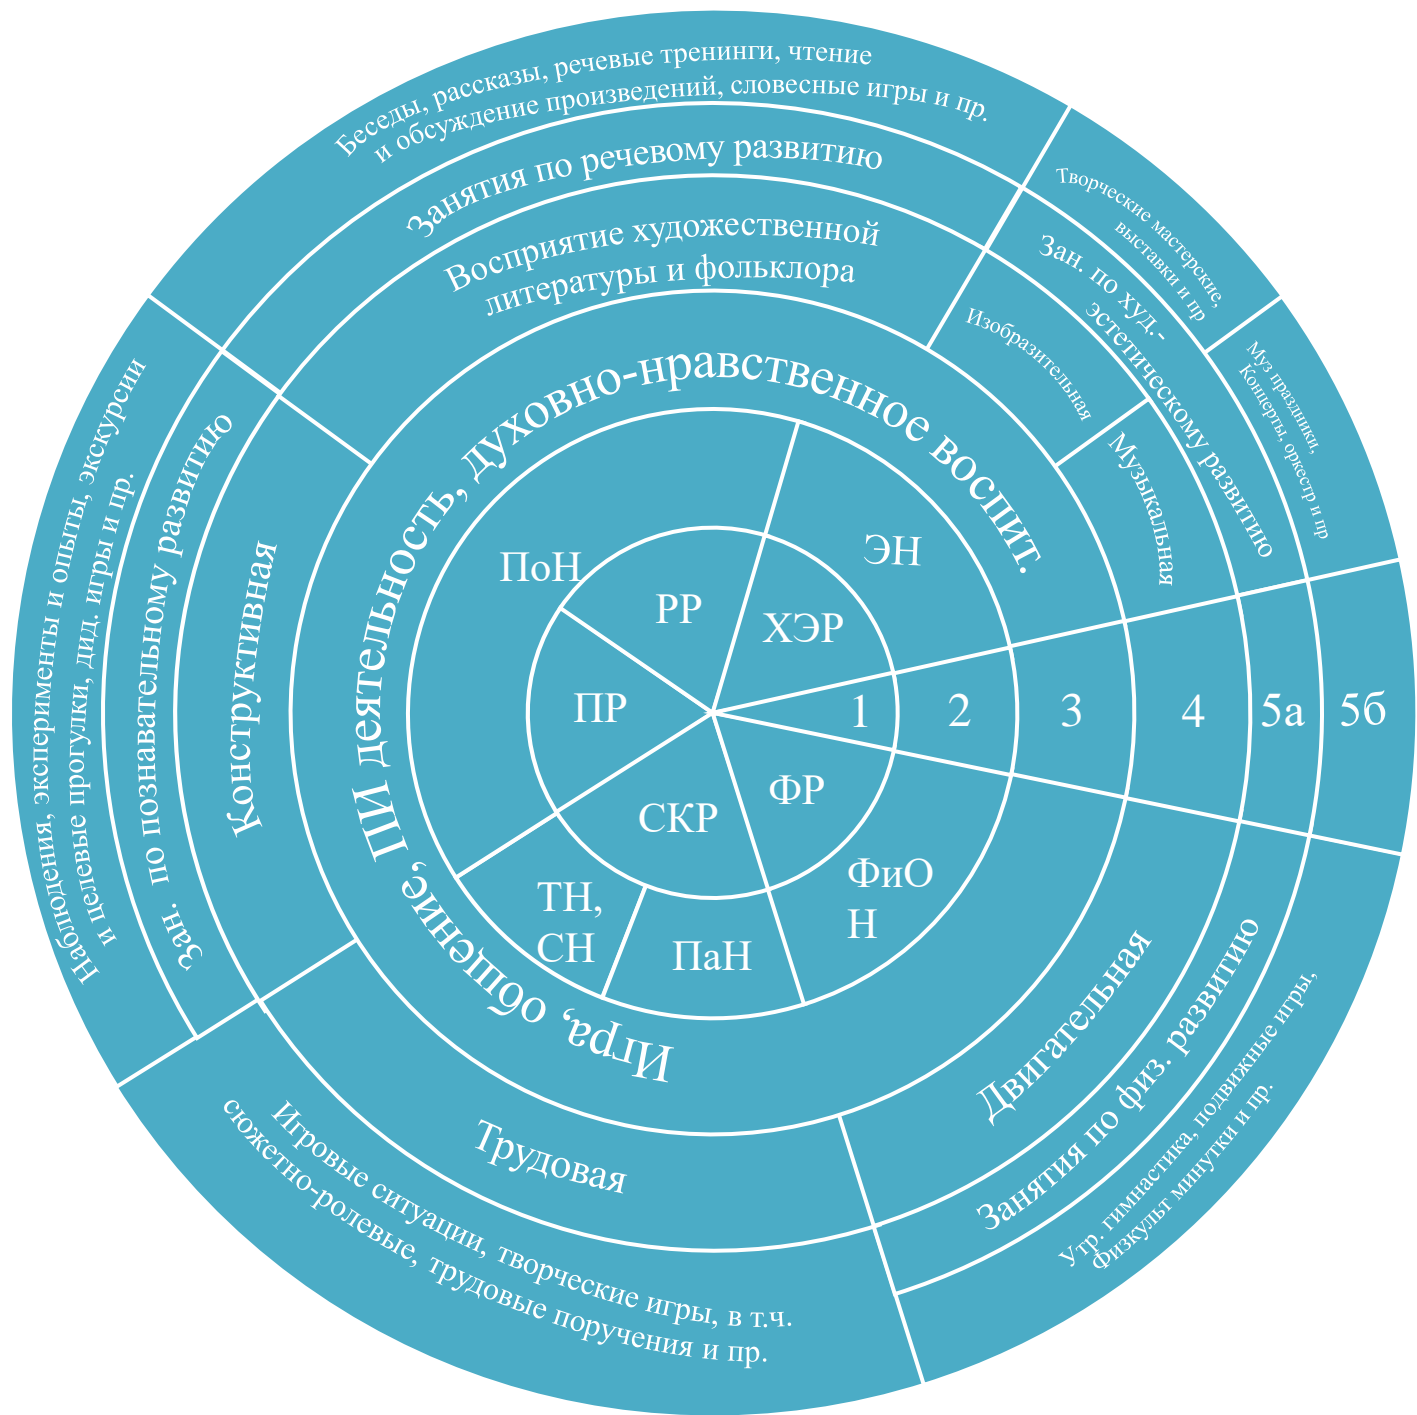 Беседы, рассказы, речевые тренинги, чтение
и обсуждение произведений, словесные игры и пр.
Занятия по речевому развитию
Восприятие художественной
литературы и фольклора
Творческие мастерские,
выставки и пр
Зан. по худ.-
эстетическому развитию
Изобразительная
Музыкальная
Муз праздники,
Концерты, оркестр и пр
Наблюдения, эксперименты и опыты, экскурсии
и целевые прогулки, дид. игры и пр.
Зан. по познавательному развитию
Конструктивная
Игра, общение, ПИ деятельность, духовно-нравственное воспит.
ПоН
ЭН
РР
ХЭР
ПР
1
2
3
4
5а
5б
СКР
ФР
ТН,
СН
ПаН
ФиО
Н
Двигательная
Занятия по физ. развитию
Утр. гимнастика, подвижные игры,
Физкульт минутки и пр.
Трудовая
Игровые ситуации, творческие игры, в т.ч.
сюжетно-ролевые, трудовые поручения и пр.